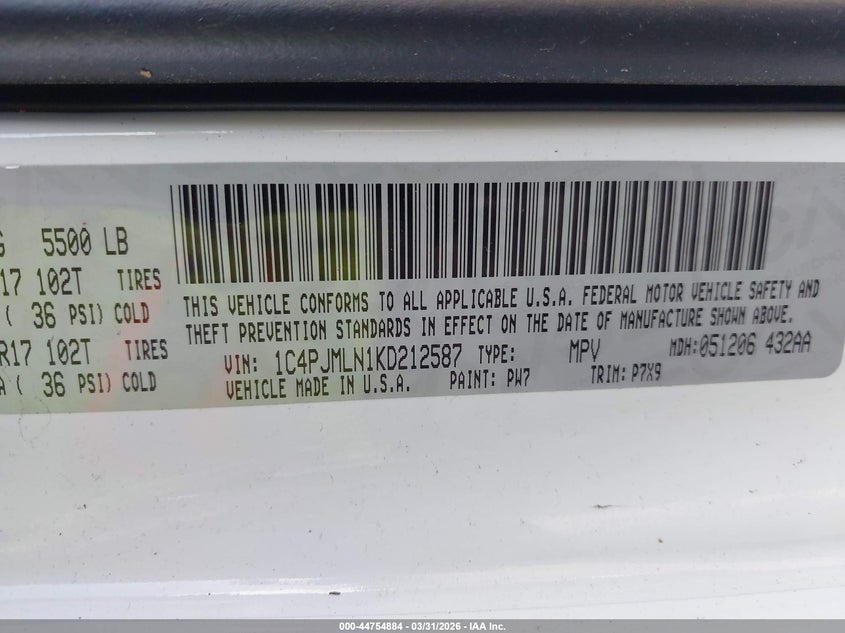 G 5500 LB
R17 102T TIRES
( 36 PSI) COLD
R17 102T TIRES
A ( 36 PSI) COLD
THIS VEHICLE CONFORMS TO ALL APPLICABLE U.S.A. FEDERAL MOTOR VEHICLE SAFETY AND
THEFT PREVENTION STANDARDS IN EFFECT ON THE DATE OF MANUFACTURE SHOWN ABOVE.
VIN: 1C4PJMLN1KD212587 TYPE: MPV MDH:051206 432AA
VEHICLE MADE IN U.S.A. PAINT: PW7 TRIM: P7X9
000-44754884 - 03/31/2026 - IAA Inc.